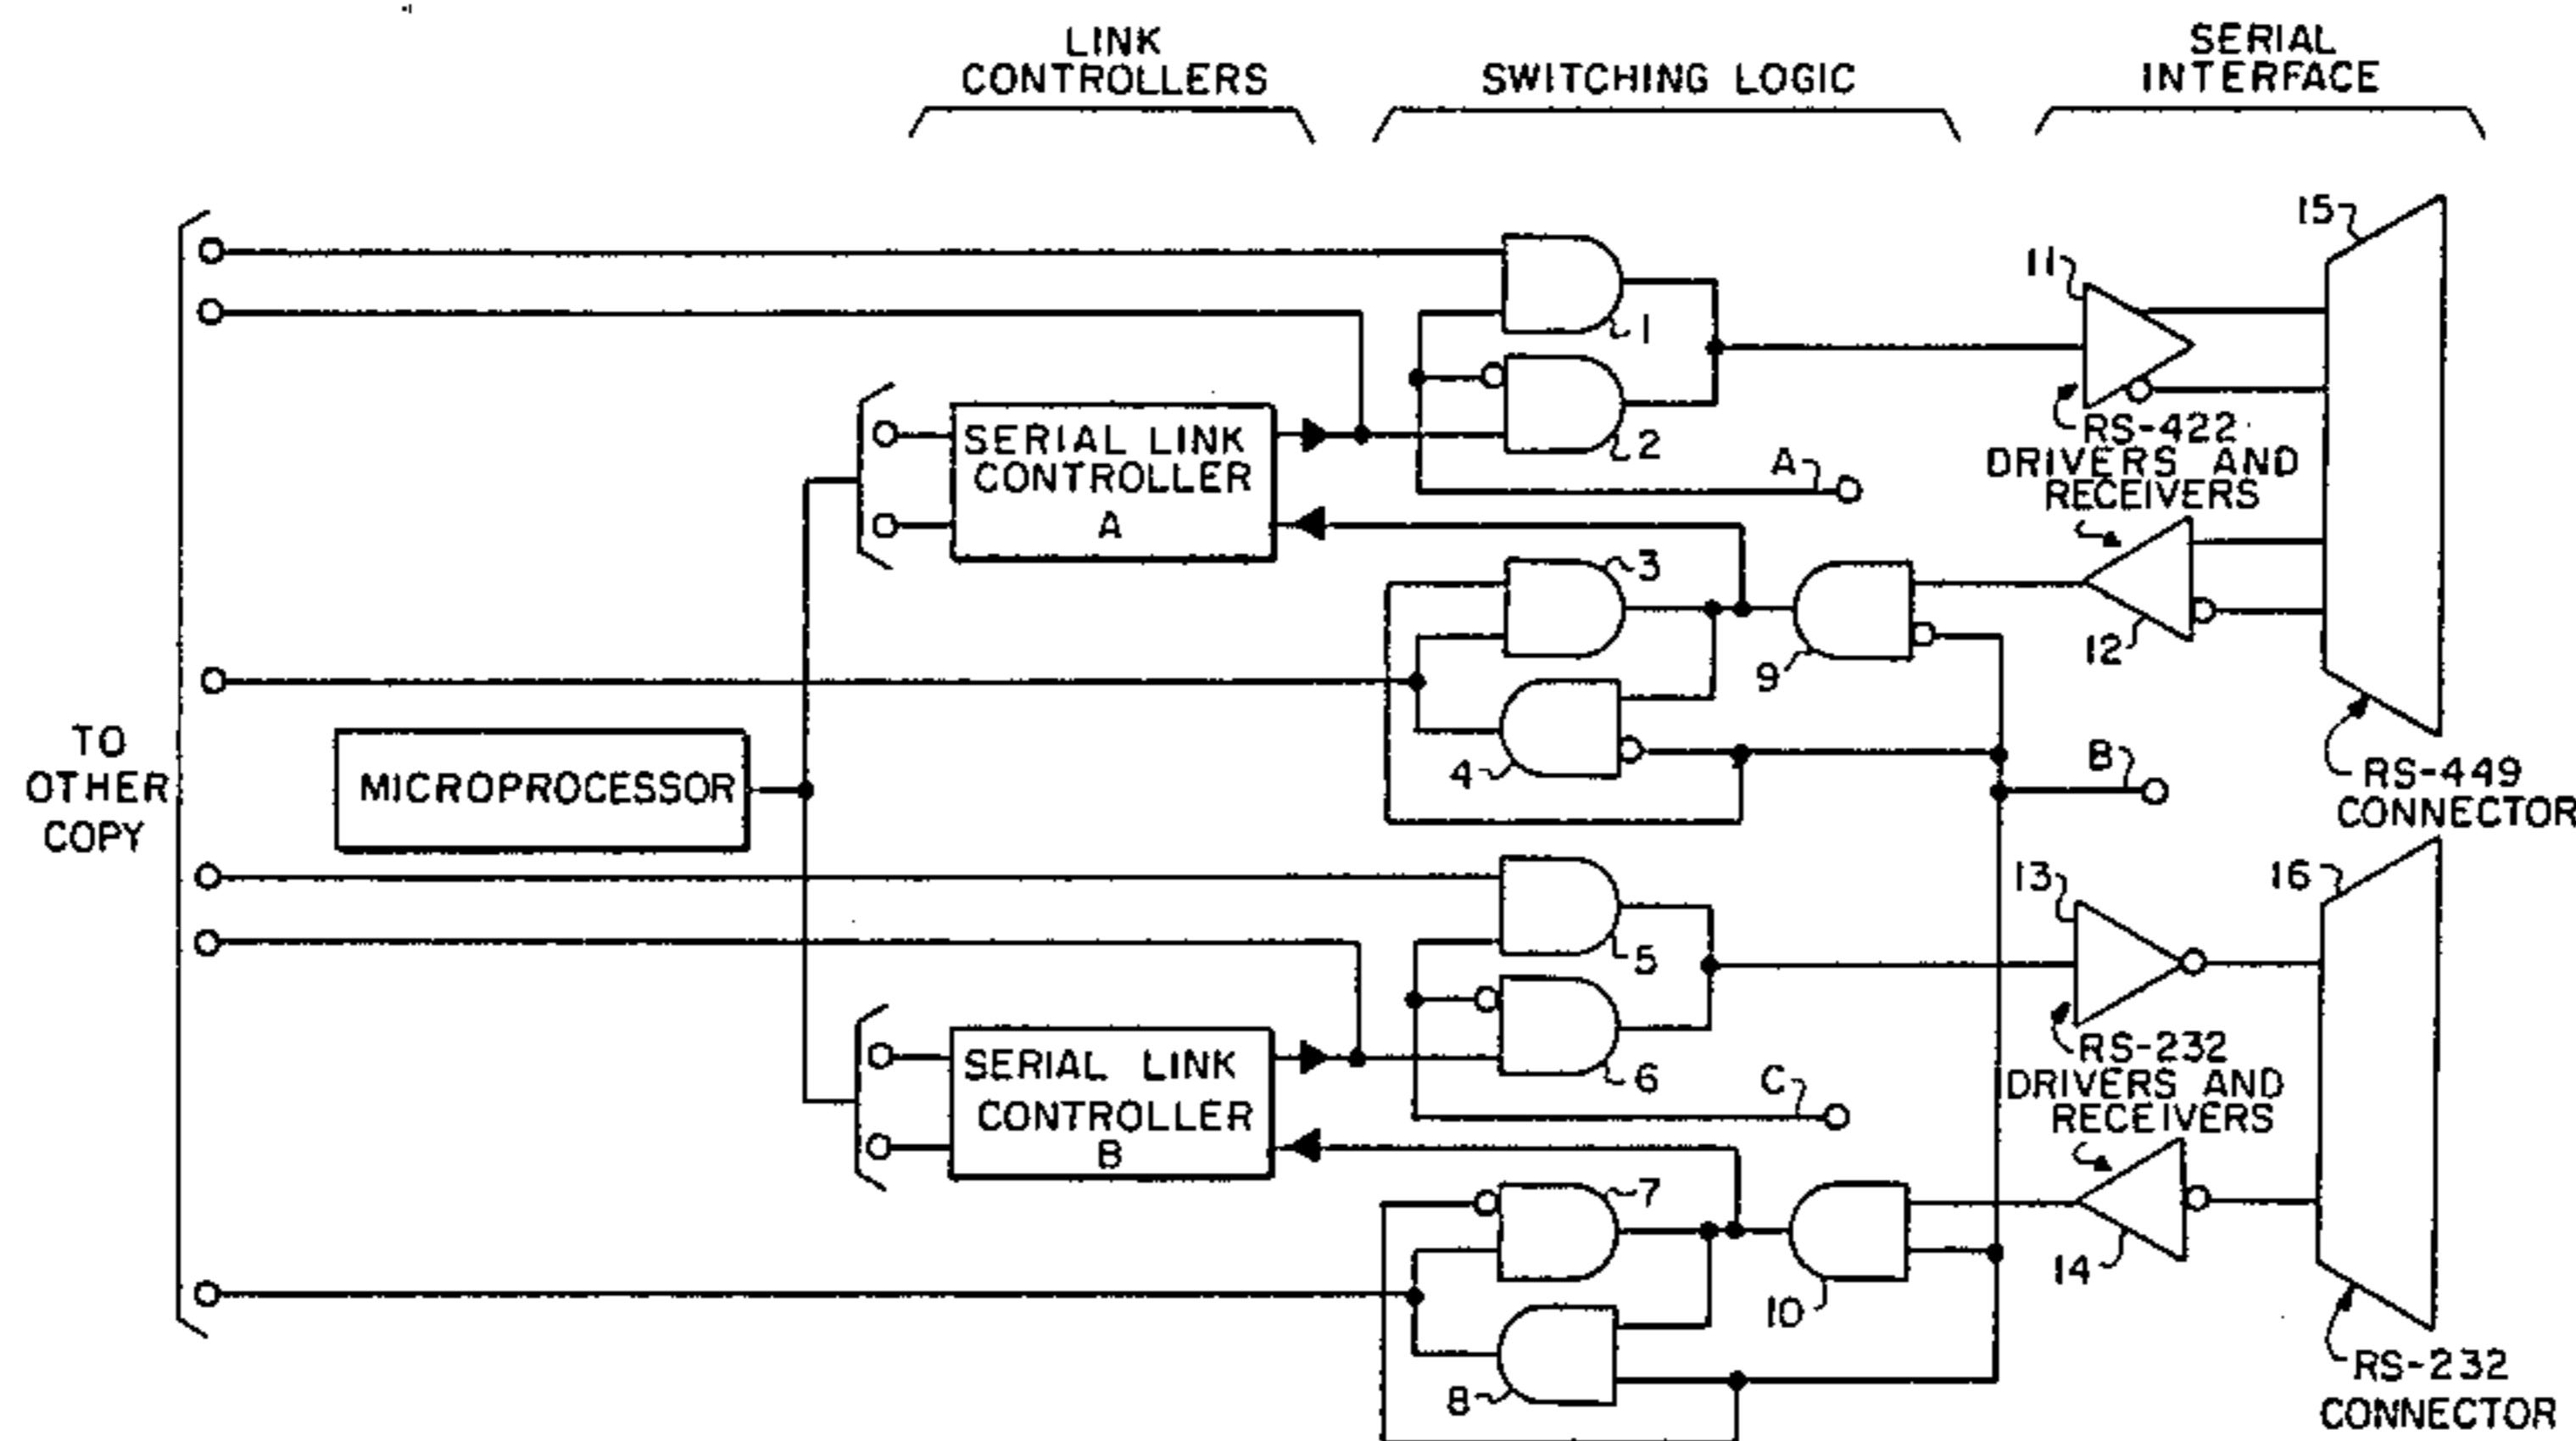 LINK
CONTROLLERS
SWITCHING LOGIC
SERIAL
INTERFACE
15
11
1
2
RS-422
DRIVERS AND
RECEIVERS
SERIAL LINK
CONTROLLER
A
A
3
9
12
TO
OTHER
COPY
MICROPROCESSOR
4
B
RS-449
CONNECTOR
13
16
5
6
RS-232
DRIVERS AND
RECEIVERS
SERIAL LINK
CONTROLLER
B
C
7
10
14
8
RS-232
CONNECTOR